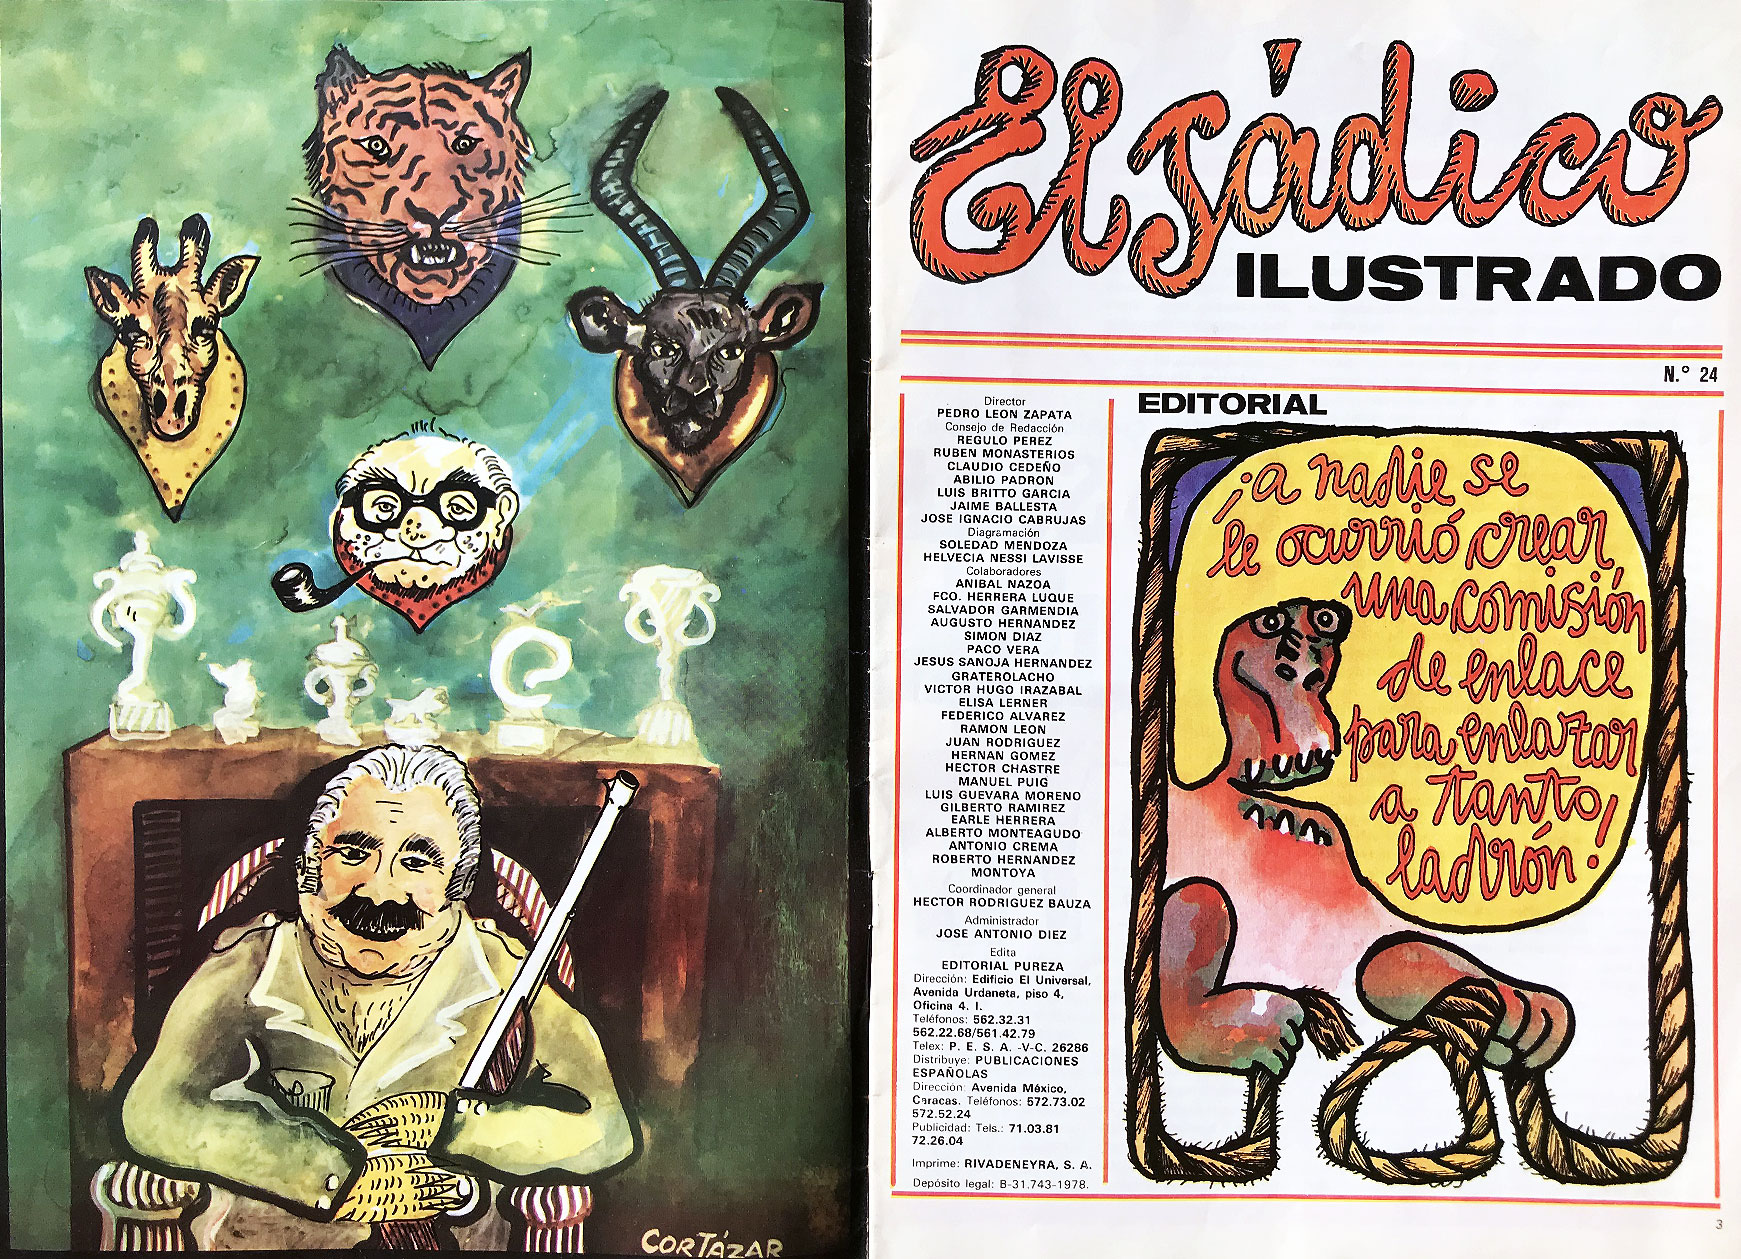 CORTÁZAR
El sádico
ILUSTRADO
N.° 24
Director
PEDRO LEON ZAPATA
Consejo de Redacción
REGULO PEREZ
RUBEN MONASTERIOS
CLAUDIO CEDEÑO
ABILIO PADRON
LUIS BRITTO GARCIA
JAIME BALLESTA
JOSE IGNACIO CABRUJAS
Diagramación
SOLEDAD MENDOZA
HELVECIA NESSI LAVISSE
Colaboradores
ANIBAL NAZOA
FCO. HERRERA LUQUE
SALVADOR GARMENDIA
AUGUSTO HERNANDEZ
SIMON DIAZ
PACO VERA
JESUS SANOJA HERNANDEZ
GRATEROLACHO
VICTOR HUGO IRAZABAL
ELISA LERNER
FEDERICO ALVAREZ
RAMON LEON
JUAN RODRIGUEZ
HERNAN GOMEZ
HECTOR CHASTRE
MANUEL PUIG
LUIS GUEVARA MORENO
GILBERTO RAMIREZ
EARLE HERRERA
ALBERTO MONTEAGUDO
ANTONIO CREMA
ROBERTO HERNANDEZ
MONTOYA
Coordinador general
HECTOR RODRIGUEZ BAUZA
Administrador
JOSE ANTONIO DIEZ
Edita
EDITORIAL PUREZA
Dirección: Edificio El Universal,
Avenida Urdaneta, piso 4,
Oficina 4. I.
Teléfonos: 562.32.31
562.22.68/561.42.79
Telex: P. E. S. A. -V-C. 26286
Distribuye: PUBLICACIONES
ESPAÑOLAS
Dirección: Avenida México,
Caracas. Teléfonos: 572.73.02
572.52.24
Publicidad: Tels.: 71.03.81
72.26.04
Imprime: RIVADENEYRA, S. A.
Depósito legal: B-31.743-1978.
EDITORIAL
¡a nadie se
le ocurrió crear
una comisión
de enlace
para enlazar
a tanto
ladrón!
3